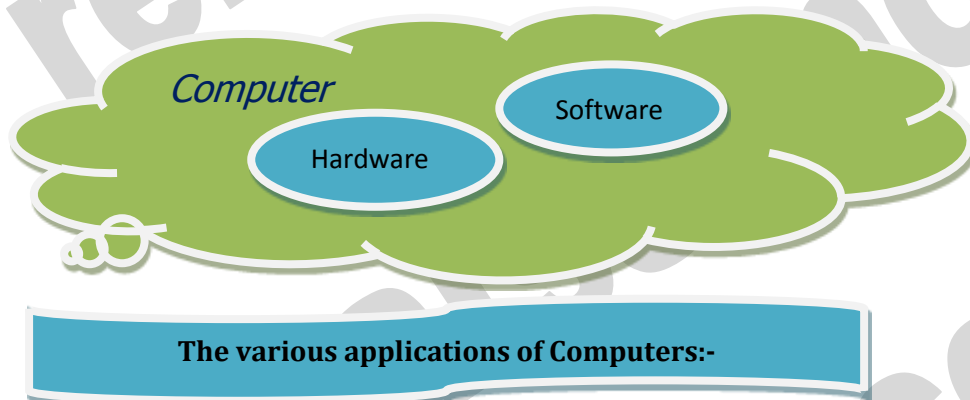 Computer
Software
Hardware
The various applications of Computers:-